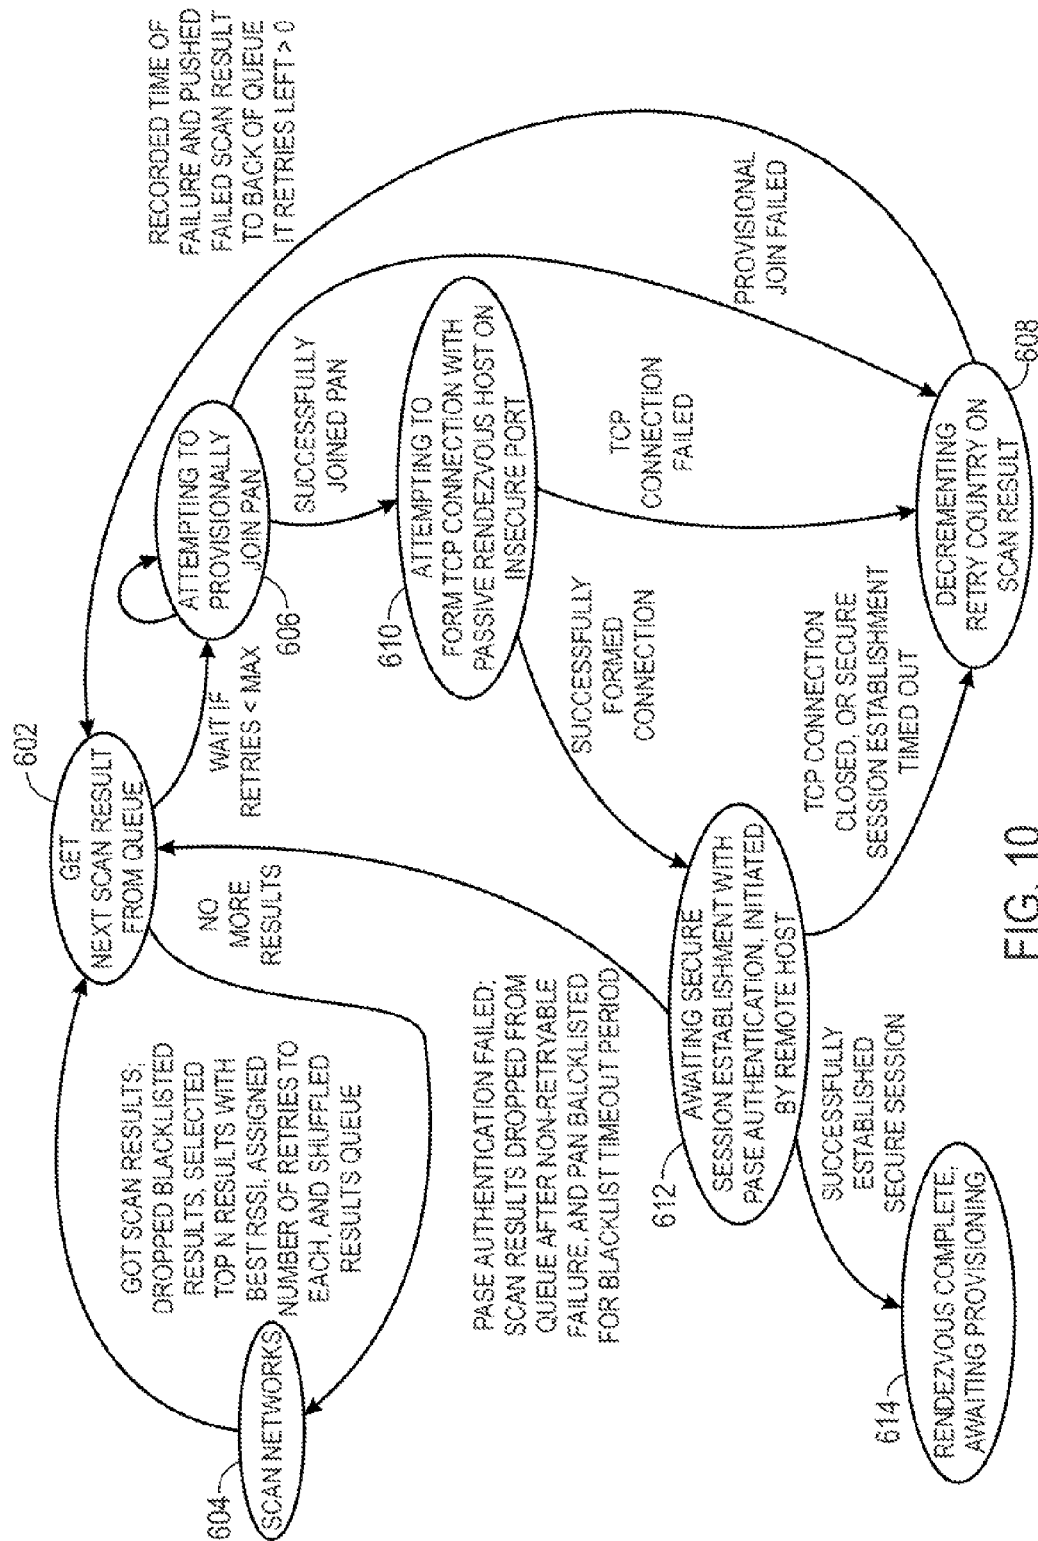 RECORDED TIME OF
FAILURE AND PUSHED
FAILED SCAN RESULT
TO BACK OF QUEUE
IT RETRIES LEFT > 0
602
GET
NEXT SCAN RESULT
FROM QUEUE
GOT SCAN RESULTS;
DROPPED BLACKLISTED
RESULTS, SELECTED
TOP N RESULTS WITH
BEST RSSI, ASSIGNED
NUMBER OF RETRIES TO
EACH, AND SHUFFLED
RESULTS QUEUE
NO
MORE
RESULTS
WAIT IF
RETRIES < MAX
604
SCAN NETWORKS
ATTEMPTING TO
PROVISIONALLY
JOIN PAN
606
SUCCESSFULLY
JOINED PAN
PROVISIONAL
JOIN FAILED
610
ATTEMPTING TO
FORM TCP CONNECTION WITH
PASSIVE RENDEZVOUS HOST ON
INSECURE PORT
PASE AUTHENTICATION FAILED;
SCAN RESULTS DROPPED FROM
QUEUE AFTER NON-RETRYABLE
FAILURE, AND PAN BALCKLISTED
FOR BLACKLIST TIMEOUT PERIOD
SUCCESSFULLY
FORMED
CONNECTION
TCP
CONNECTION
FAILED
612
AWAITING SECURE
SESSION ESTABLISHMENT WITH
PASE AUTHENTICATION, INITIATED
BY REMOTE HOST
TCP CONNECTION
CLOSED, OR SECURE
SESSION ESTABLISHMENT
TIMED OUT
SUCCESSFULLY
ESTABLISHED
SECURE SESSION
608
DECREMENTING
RETRY COUNTRY ON
SCAN RESULT
614
RENDEZVOUS COMPLETE,
AWAITING PROVISIONING
FIG. 10